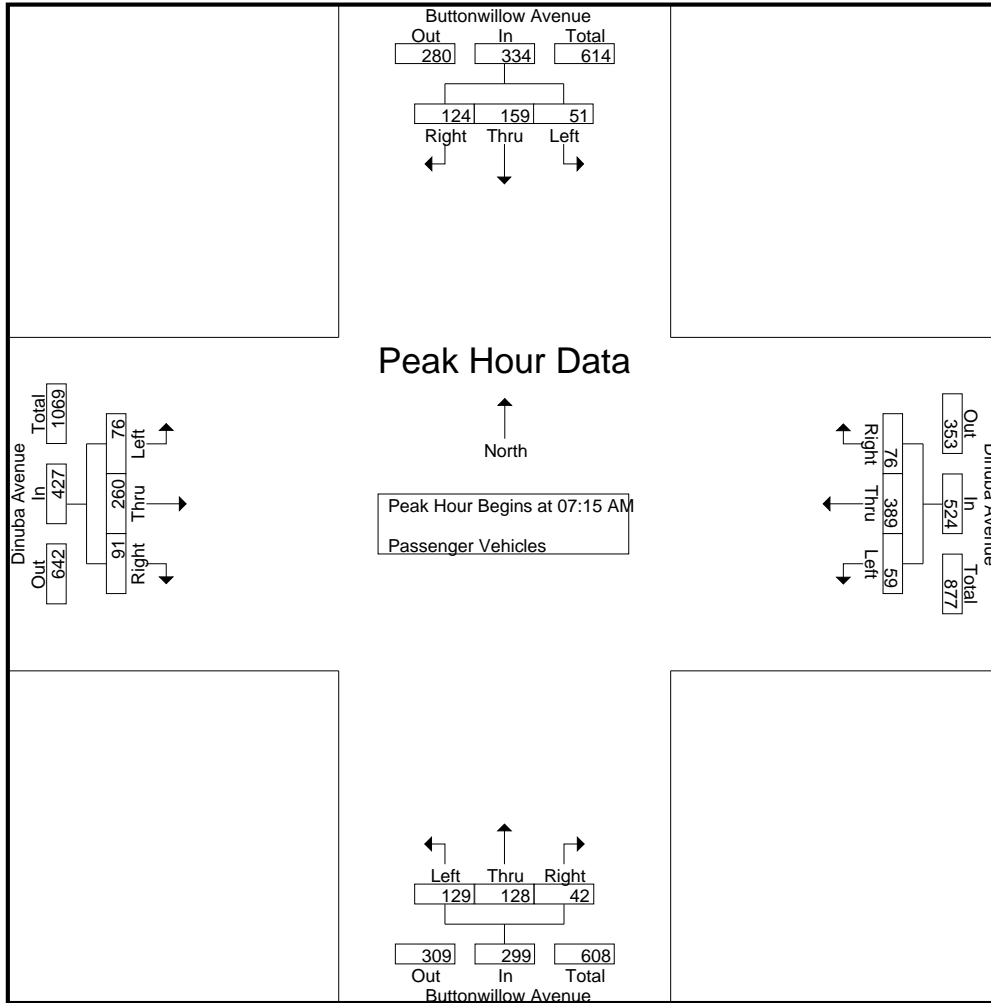 Buttonwillow Avenue
Out In Total
280 334 614
124 159 51
Right Thru Left
Peak Hour Data
North
Peak Hour Begins at 07:15 AM
Passenger Vehicles
Dinuba Avenue
Out In Total
642 427 1069
91 260 76
Right Thru Left
Dinuba Avenue
Out In Total
353 524 877
76 389 59
Right Thru Left
Left Thru Right
129 128 42
309 299 608
Out In Total
Buttonwillow Avenue